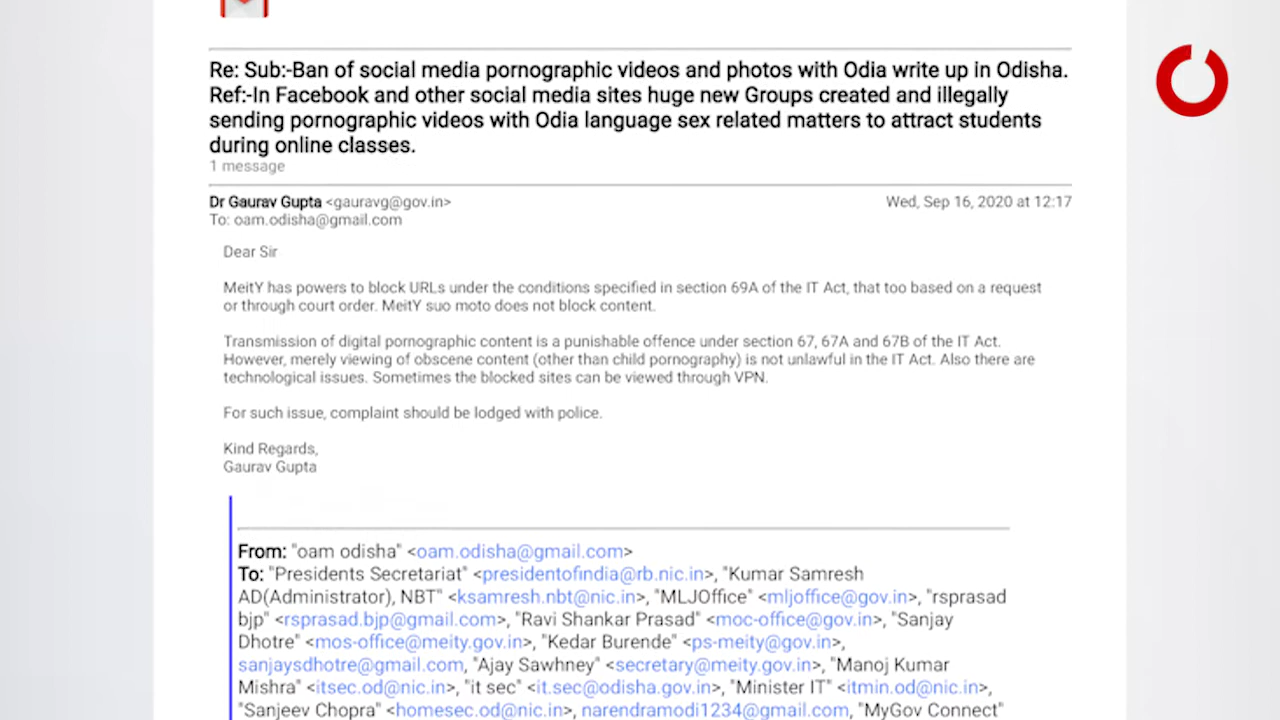 Re: Sub:-Ban of social media pornographic videos and photos with Odia write up in Odisha.
Ref:-In Facebook and other social media sites huge new Groups created and illegally
sending pornographic videos with Odia language sex related matters to attract students
during online classes.
1 message
Dr Gaurav Gupta <gauravg@gov.in> Wed, Sep 16, 2020 at 12:17
To: oam.odisha@gmail.com
Dear Sir
MeitY has powers to block URLs under the conditions specified in section 69A of the IT Act, that too based on a request
or through court order. MeitY suo moto does not block content.
Transmission of digital pornographic content is a punishable offence under section 67, 67A and 67B of the IT Act.
However, merely viewing of obscene content (other than child pornography) is not unlawful in the IT Act. Also there are
technological issues. Sometimes the blocked sites can be viewed through VPN.
For such issue, complaint should be lodged with police.
Kind Regards,
Gaurav Gupta
From: "oam odisha" <oam.odisha@gmail.com>
To: "Presidents Secretariat" <presidentofindia@rb.nic.in>, "Kumar Samresh
AD(Administrator), NBT" <ksamresh.nbt@nic.in>, "MLJOffice" <mljoffice@gov.in>, "rsprasad
bjp" <rsprasad.bjp@gmail.com>, "Ravi Shankar Prasad" <moc-office@gov.in>, "Sanjay
Dhotre" <mos-office@meity.gov.in>, "Kedar Burende" <ps-meity@gov.in>,
sanjaysdhotre@gmail.com, "Ajay Sawhney" <secretary@meity.gov.in>, "Manoj Kumar
Mishra" <itsec.od@nic.in>, "it sec" <it.sec@odisha.gov.in>, "Minister IT" <itmin.od@nic.in>,
"Sanjeev Chopra" <homesec.od@nic.in>, narendramodi1234@gmail.com, "MyGov Connect"